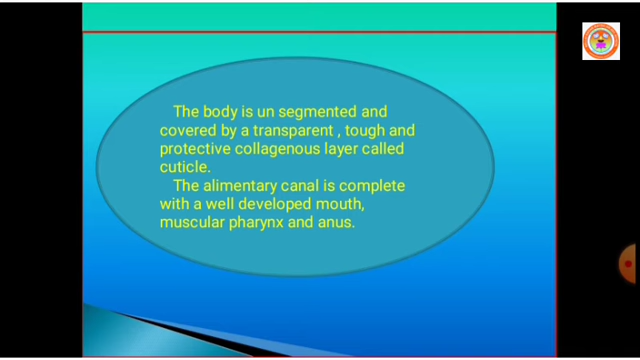 The body is un segmented and
covered by a transparent , tough and
protective collagenous layer called
cuticle.
The alimentary canal is complete
with a well developed mouth,
muscular pharynx and anus.